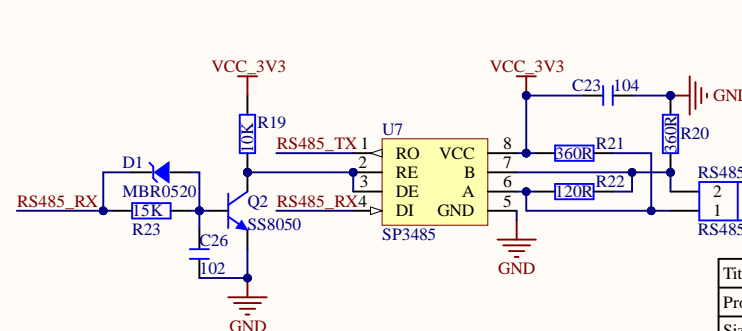 VCC_3V3
VCC_3V3
C23 104
GND
R19
10K
U7
R20
360R
RS485_TX 1
RO VCC
8
360R R21
D1
MBR0520
2 RE B 7
3 DE A 6
120R R22
RS485
2
1
RS485
RS485_RX
15K
R23
Q2
SS8050
RS485_RX 4
DI GND
5
SP3485
C26
102
GND
GND
Tit
Pro